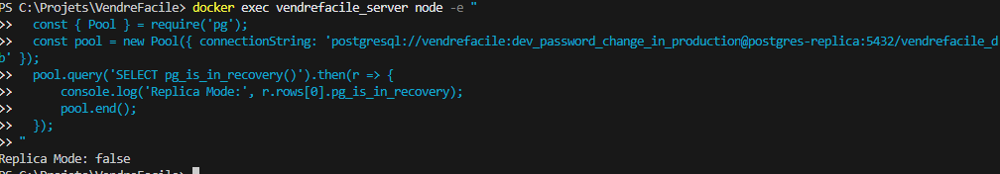 PS C:\Projets\VendreFacile> docker exec vendrefacile_server node -e "
>>   const { Pool } = require('pg');
>>   const pool = new Pool({ connectionString: 'postgresql://vendrefacile:dev_password_change_in_production@postgres-replica:5432/vendrefacile_d
b' });
>>   pool.query('SELECT pg_is_in_recovery()').then(r => {
>>       console.log('Replica Mode:', r.rows[0].pg_is_in_recovery);
>>       pool.end();
>>   });
>> "
Replica Mode: false
PS C:\Projets\VendreFacile>